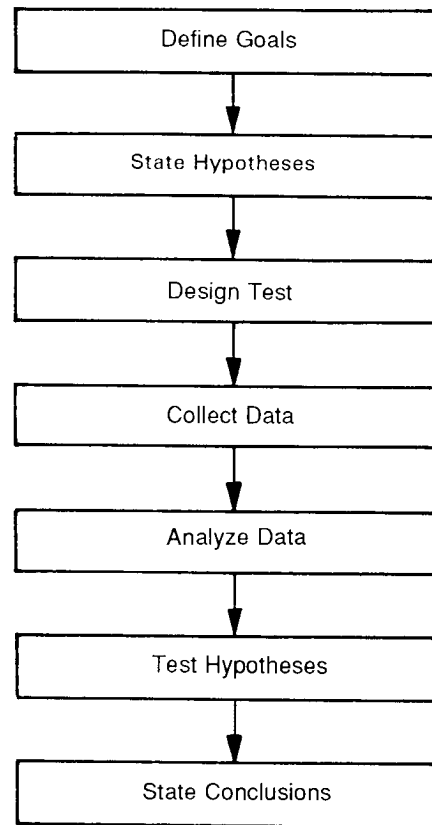 Define Goals
State Hypotheses
Design Test
Collect Data
Analyze Data
Test Hypotheses
State Conclusions